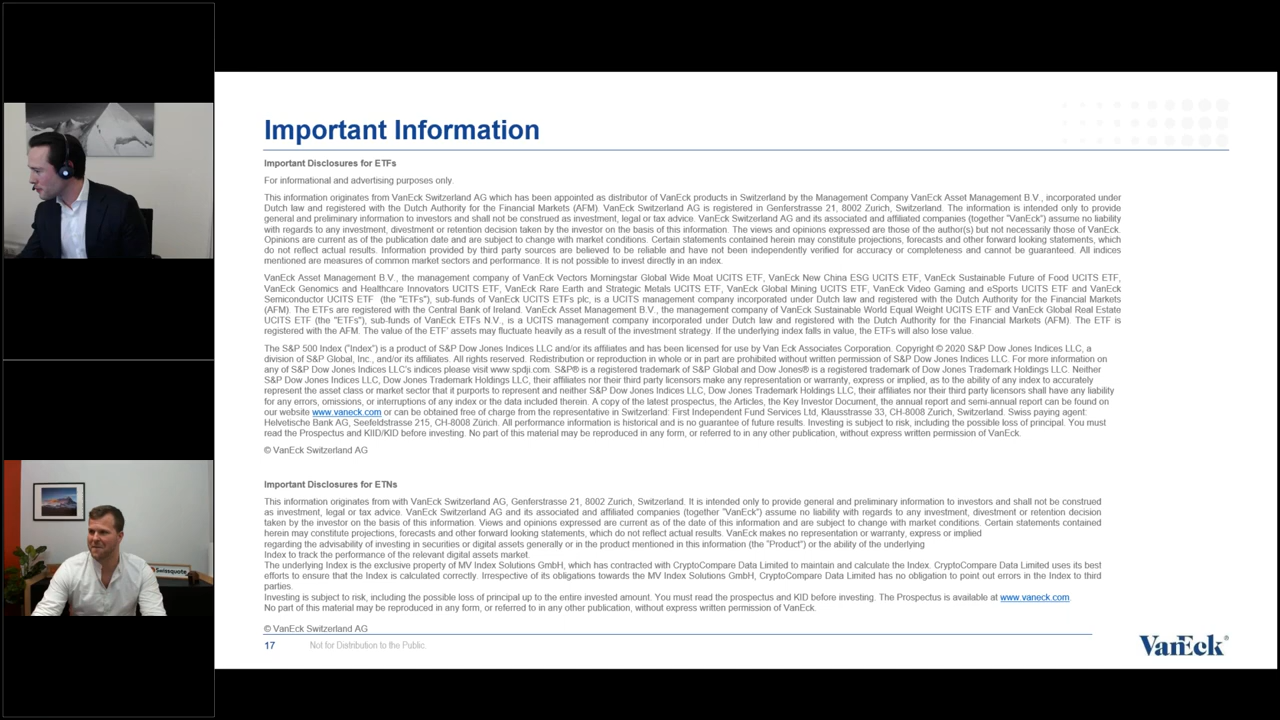 Important Information
Important Disclosures for ETFs
For informational and advertising purposes only.
This information originates from VanEck Switzerland AG which has been appointed as distributor of VanEck products in Switzerland by the Management Company VanEck Asset Management B.V., incorporated under
Dutch law and registered with the Dutch Authority for the Financial Markets (AFM). VanEck Switzerland AG is registered in Genferstrasse 21, 8002 Zurich, Switzerland. The information is intended only to provide
general and preliminary information to investors and shall not be construed as investment, legal or tax advice. VanEck Switzerland AG and its associated and affiliated companies (together "VanEck") assume no liability
with regards to any investment, divestment or retention decision taken by the investor on the basis of this information. The views and opinions expressed are those of the author(s) but not necessarily those of VanEck.
Opinions are current as of the publication date and are subject to change with market conditions. Certain statements contained herein may constitute projections, forecasts and other forward looking statements, which
do not reflect actual results. Information provided by third party sources are believed to be reliable and have not been independently verified for accuracy or completeness and cannot be guaranteed. All indices
mentioned are measures of common market sectors and performance. It is not possible to invest directly in an index.
VanEck Asset Management B.V., the management company of VanEck Vectors Morningstar Global Wide Moat UCITS ETF, VanEck New China ESG UCITS ETF, VanEck Sustainable Future of Food UCITS ETF,
VanEck Genomics and Healthcare Innovators UCITS ETF, VanEck Rare Earth and Strategic Metals UCITS ETF, VanEck Global Mining UCITS ETF, VanEck Video Gaming and eSports UCITS ETF and VanEck
Semiconductor UCITS ETF (the "ETFs"), sub-funds of VanEck UCITS ETFs plc, is a UCITS management company incorporated under Dutch law and registered with the Dutch Authority for the Financial Markets
(AFM). The ETFs are registered with the Central Bank of Ireland. VanEck Asset Management B.V., the management company of VanEck Sustainable World Equal Weight UCITS ETF and VanEck Global Real Estate
UCITS ETF (the "ETFs"), sub-funds of VanEck ETFs N.V., is a UCITS management company incorporated under Dutch law and registered with the Dutch Authority for the Financial Markets (AFM). The ETF is
registered with the AFM. The value of the ETF' assets may fluctuate heavily as a result of the investment strategy. If the underlying index falls in value, the ETFs will also lose value.
The S&P 500 Index ("Index") is a product of S&P Dow Jones Indices LLC and/or its affiliates and has been licensed for use by Van Eck Associates Corporation. Copyright © 2020 S&P Dow Jones Indices LLC, a
division of S&P Global, Inc., and/or its affiliates. All rights reserved. Redistribution or reproduction in whole or in part are prohibited without written permission of S&P Dow Jones Indices LLC. For more information on
any of S&P Dow Jones Indices LLC's indices please visit www.spdji.com. S&P® is a registered trademark of S&P Global and Dow Jones® is a registered trademark of Dow Jones Trademark Holdings LLC. Neither
S&P Dow Jones Indices LLC, Dow Jones Trademark Holdings LLC, their affiliates nor their third party licensors make any representation or warranty, express or implied, as to the ability of any index to accurately
represent the asset class or market sector that it purports to represent and neither S&P Dow Jones Indices LLC, Dow Jones Trademark Holdings LLC, their affiliates nor their third party licensors shall have any liability
for any errors, omissions, or interruptions of any index or the data included therein. A copy of the latest prospectus, the Articles, the Key Investor Document, the annual report and semi-annual report can be found on
our website www.vaneck.com or can be obtained free of charge from the representative in Switzerland: First Independent Fund Services Ltd, Klausstrasse 33, CH-8008 Zurich, Switzerland. Swiss paying agent:
Helvetische Bank AG, Seefeldstrasse 215, CH-8008 Zürich. All performance information is historical and is no guarantee of future results. Investing is subject to risk, including the possible loss of principal. You must
read the Prospectus and KIID/KID before investing. No part of this material may be reproduced in any form, or referred to in any other publication, without express written permission of VanEck.
© VanEck Switzerland AG
Important Disclosures for ETNs
This information originates from with VanEck Switzerland AG, Genferstrasse 21, 8002 Zurich, Switzerland. It is intended only to provide general and preliminary information to investors and shall not be construed
as investment, legal or tax advice. VanEck Switzerland AG and its associated and affiliated companies (together "VanEck") assume no liability with regards to any investment, divestment or retention decision
taken by the investor on the basis of this information. Views and opinions expressed are current as of the date of this information and are subject to change with market conditions. Certain statements contained
herein may constitute projections, forecasts and other forward looking statements, which do not reflect actual results. VanEck makes no representation or warranty, express or implied
regarding the advisability of investing in securities or digital assets generally or in the product mentioned in this information (the "Product") or the ability of the underlying
Index to track the performance of the relevant digital assets market.
The underlying Index is the exclusive property of MV Index Solutions GmbH, which has contracted with CryptoCompare Data Limited to maintain and calculate the Index. CryptoCompare Data Limited uses its best
efforts to ensure that the Index is calculated correctly. Irrespective of its obligations towards the MV Index Solutions GmbH, CryptoCompare Data Limited has no obligation to point out errors in the Index to third
parties.
Investing is subject to risk, including the possible loss of principal up to the entire invested amount. You must read the prospectus and KID before investing. The Prospectus is available at www.vaneck.com
No part of this material may be reproduced in any form, or referred to in any other publication, without express written permission of VanEck.
© VanEck Switzerland AG
17 Not for Distribution to the Public.
VanEck®
Swissquote